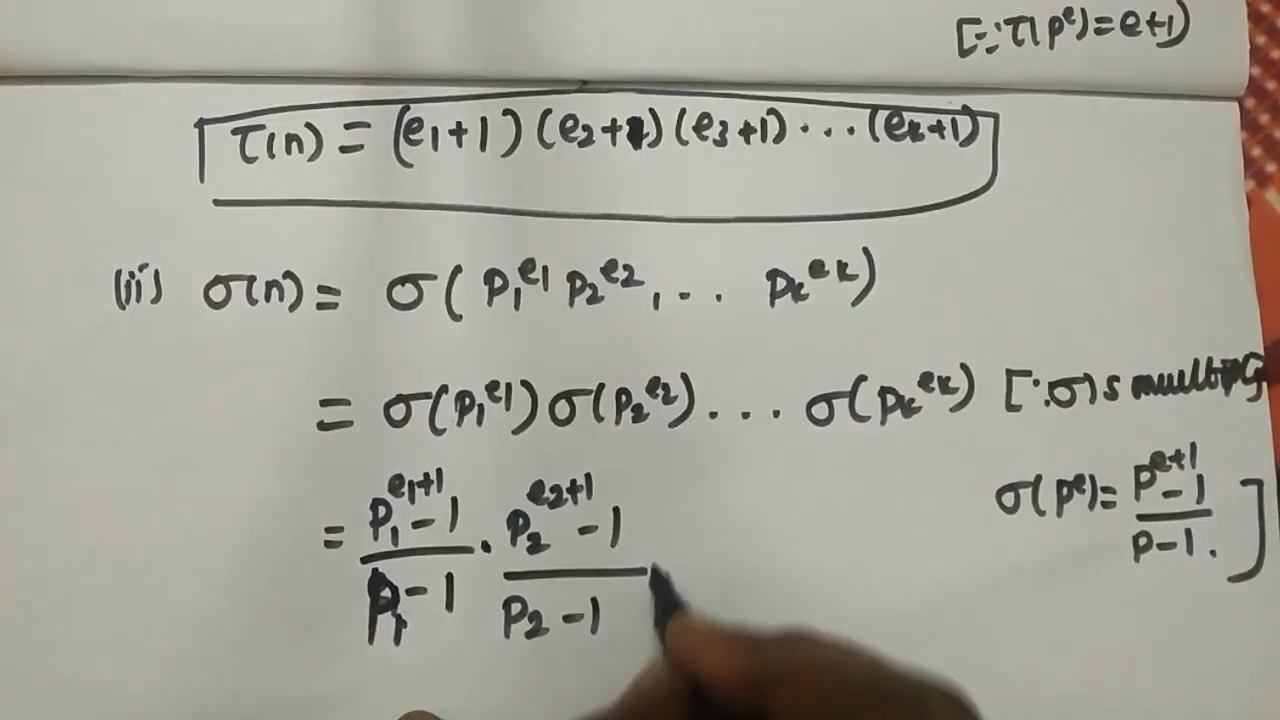 [∵ τ(p^e) = e+1)
τ(n) = (e₁+1) (e₂+1) (e₃+1) ... (eₖ+1)
(ii) σ(n) = σ( p₁^e₁ p₂^e₂, ... pₖ^eₖ)
= σ(p₁^e₁) σ(p₂^e₂) ... σ(pₖ^eₖ) [∵ σ is
σ(p^e) = (p^(e+1) - 1)/(p-1). ]
= (p₁^(e₁+1) - 1)/(p₁ - 1) · (p₂^(e₂+1) - 1)/(p₂ - 1)